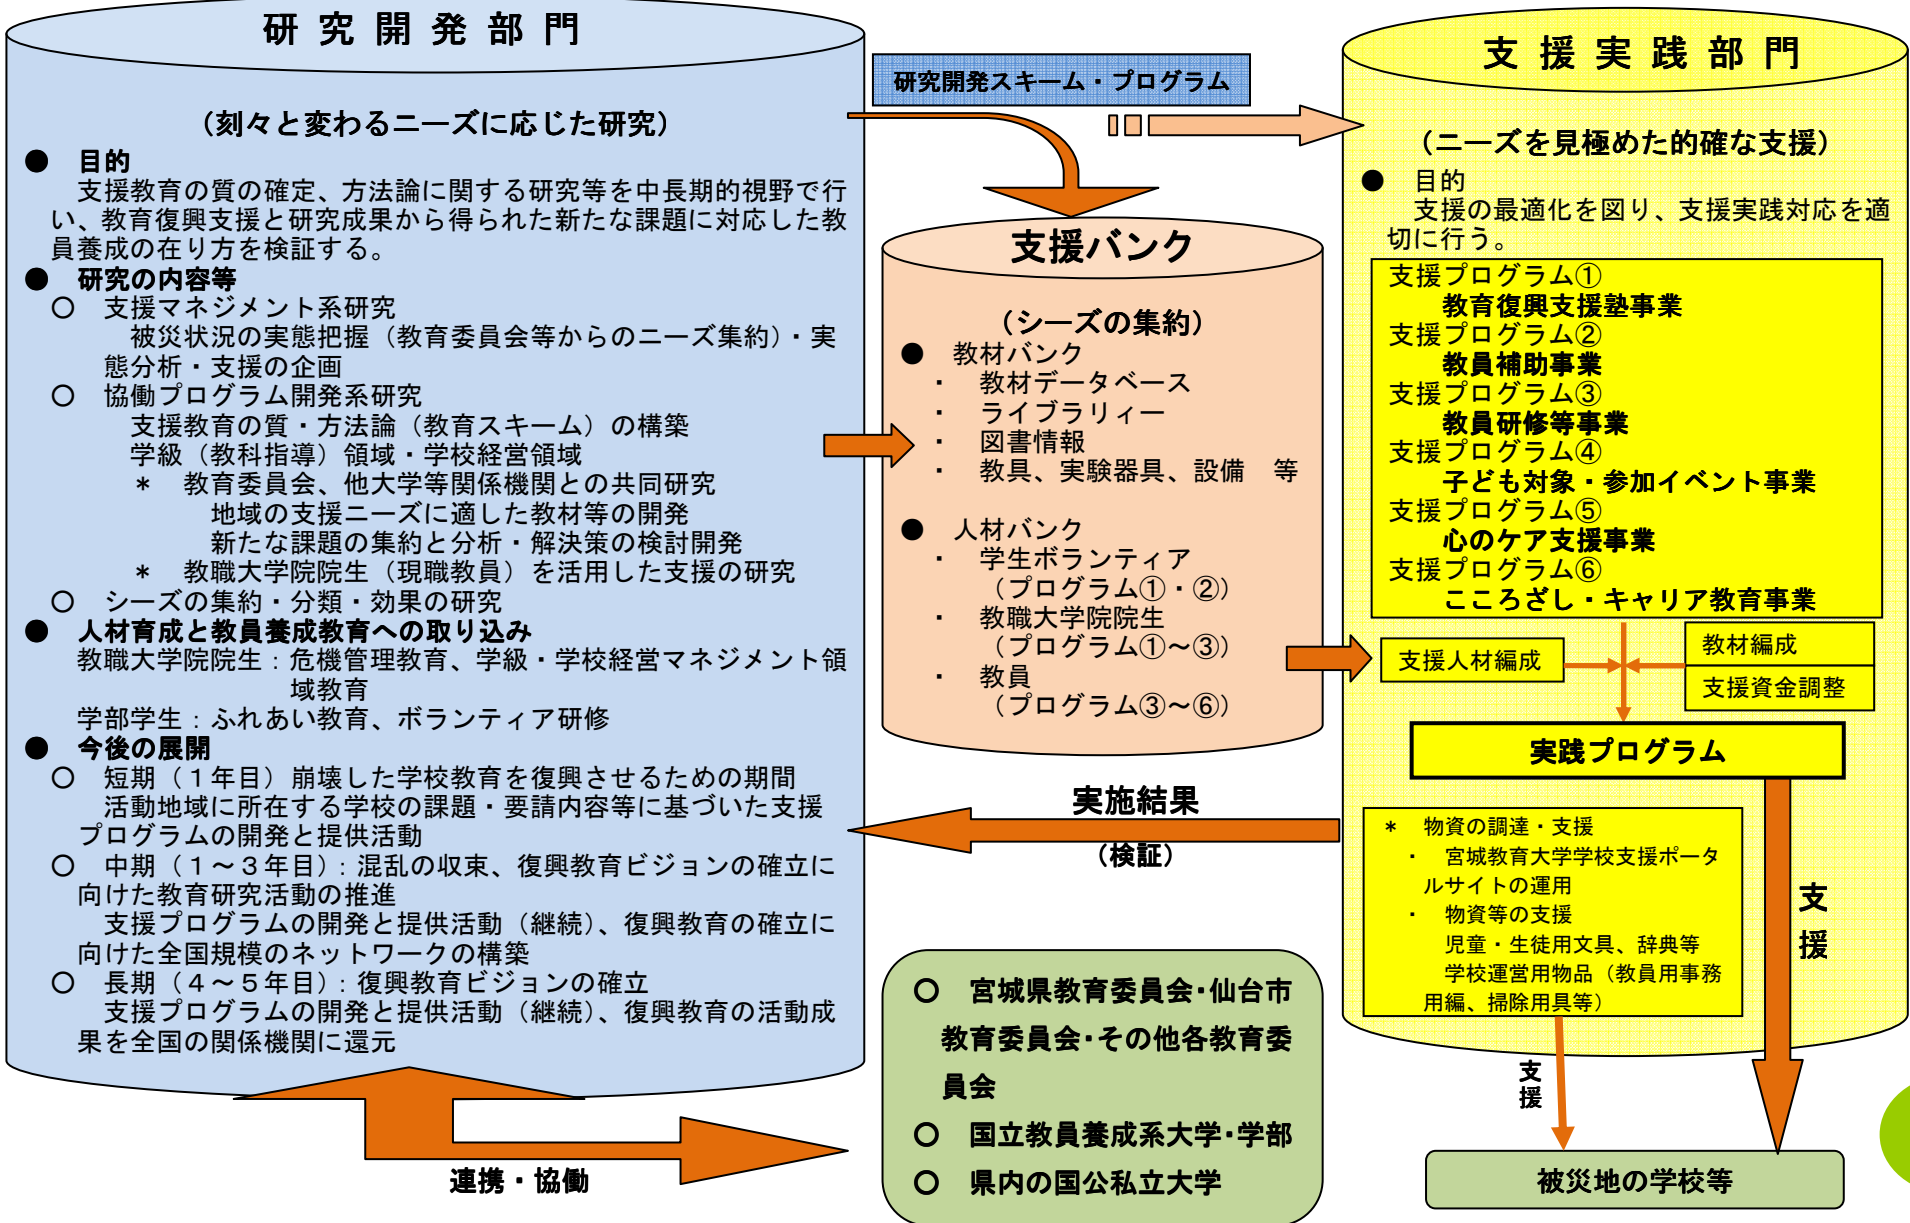 研究開発部門
（刻々と変わるニーズに応じた研究）
●　目的
支援教育の質の確定、方法論に関する研究等を中長期的視野で行
い、教育復興支援と研究成果から得られた新たな課題に対応した教
員養成の在り方を検証する。
●　研究の内容等
○　支援マネジメント系研究
被災状況の実態把握（教育委員会等からのニーズ集約）・実
態分析・支援の企画
○　協働プログラム開発系研究
支援教育の質・方法論（教育スキーム）の構築
学級（教科指導）領域・学校経営領域
＊　教育委員会、他大学等関係機関との共同研究
地域の支援ニーズに適した教材等の開発
新たな課題の集約と分析・解決策の検討開発
＊　教職大学院院生（現職教員）を活用した支援の研究
○　シーズの集約・分類・効果の研究
●　人材育成と教員養成教育への取り込み
教職大学院院生：危機管理教育、学級・学校経営マネジメント領
域教育
学部学生：ふれあい教育、ボランティア研修
●　今後の展開
○　短期（１年目）崩壊した学校教育を復興させるための期間
活動地域に所在する学校の課題・要請内容等に基づいた支援
プログラムの開発と提供活動
○　中期（１～３年目）：混乱の収束、復興教育ビジョンの確立に
向けた教育研究活動の推進
支援プログラムの開発と提供活動（継続）、復興教育の確立に
向けた全国規模のネットワークの構築
○　長期（４～５年目）：復興教育ビジョンの確立
支援プログラムの開発と提供活動（継続）、復興教育の活動成
果を全国の関係機関に還元
連携・協働
研究開発スキーム・プログラム
支援バンク
（シーズの集約）
●　教材バンク
・　教材データベース
・　ライブラリィー
・　図書情報
・　教具、実験器具、設備　等
●　人材バンク
・　学生ボランティア
（プログラム①・②）
・　教職大学院院生
（プログラム①～③）
・　教員
（プログラム③～⑥）
実施結果
（検証）
○　宮城県教育委員会・仙台市
教育委員会・その他各教育委
員会
○　国立教員養成系大学・学部
○　県内の国公私立大学
支援実践部門
（ニーズを見極めた的確な支援）
●　目的
支援の最適化を図り、支援実践対応を適
切に行う。
支援プログラム①
教育復興支援塾事業
支援プログラム②
教員補助事業
支援プログラム③
教員研修等事業
支援プログラム④
子ども対象・参加イベント事業
支援プログラム⑤
心のケア支援事業
支援プログラム⑥
こころざし・キャリア教育事業
支援人材編成
教材編成
支援資金調整
実践プログラム
＊　物資の調達・支援
・　宮城教育大学学校支援ポータ
ルサイトの運用
・　物資等の支援
児童・生徒用文具、辞典等
学校運営用物品（教員用事務
用編、掃除用具等）
支援
支援
被災地の学校等